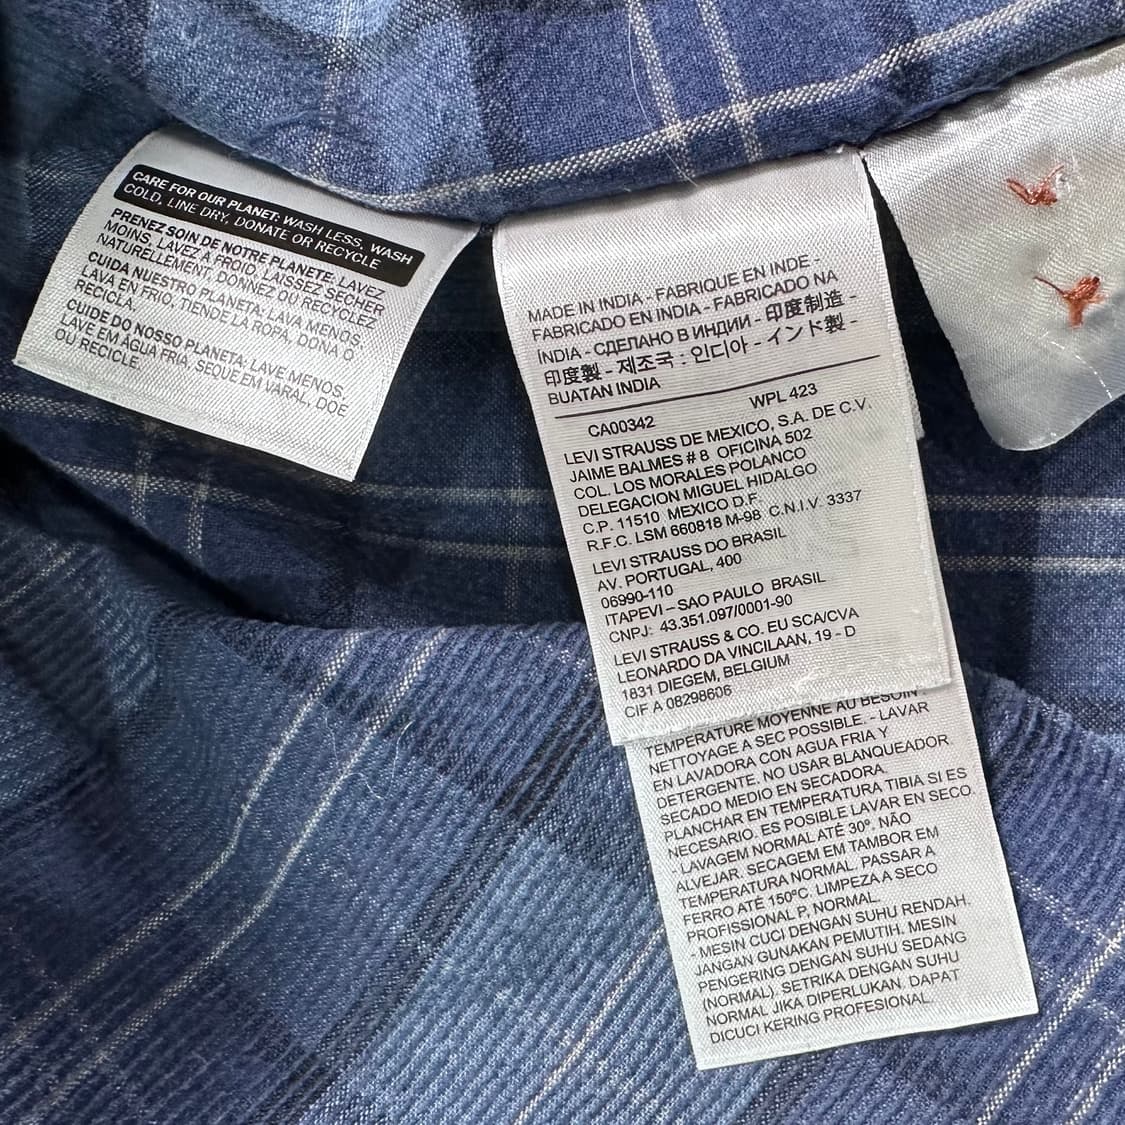 CARE FOR OUR PLANET: WASH LESS, WASH
COLD, LINE DRY, DONATE OR RECYCLE
PRENEZ SOIN DE NOTRE PLANETE: LAVEZ
MOINS, LAVEZ A FROID, LAISSEZ SECHER
NATURELLEMENT, DONNEZ OU RECYCLEZ
CUIDA NUESTRO PLANETA: LAVA MENOS,
LAVA EN FRIO, TIENDE LA ROPA, DONA O
RECICLA.
CUIDE DO NOSSO PLANETA: LAVE MENOS,
LAVE EM AGUA FRIA, SEQUE EM VARAL, DOE
OU RECICLE.
MADE IN INDIA - FABRIQUE EN INDE -
FABRICADO EN INDIA - FABRICADO NA
ÍNDIA - СДЕЛАНО В ИНДИИ - 印度制造 -
印度製 - 제조국 : 인디아 - インド製 -
BUATAN INDIA
CA00342 WPL 423
LEVI STRAUSS DE MEXICO, S.A. DE C.V.
JAIME BALMES # 8 OFICINA 502
COL. LOS MORALES POLANCO
DELEGACION MIGUEL HIDALGO
C.P. 11510 MEXICO D.F.
R.F.C. LSM 660818 M-98 C.N.I.V. 3337
LEVI STRAUSS DO BRASIL
AV. PORTUGAL, 400
06990-110
ITAPEVI – SAO PAULO BRASIL
CNPJ: 43.351.097/0001-90
LEVI STRAUSS & CO. EU SCA/CVA
LEONARDO DA VINCILAAN, 19 - D
1831 DIEGEM, BELGIUM
CIF A 08298606
TEMPERATURE MOYENNE AU BESOIN.
NETTOYAGE A SEC POSSIBLE. - LAVAR
EN LAVADORA CON AGUA FRIA Y
DETERGENTE. NO USAR BLANQUEADOR.
SECADO MEDIO EN SECADORA.
PLANCHAR EN TEMPERATURA TIBIA SI ES
NECESARIO. ES POSIBLE LAVAR EN SECO.
- LAVAGEM NORMAL ATÉ 30º. NÃO
ALVEJAR. SECAGEM EM TAMBOR EM
TEMPERATURA NORMAL. PASSAR A
FERRO ATÉ 150ºC. LIMPEZA A SECO
PROFISSIONAL P, NORMAL.
- MESIN CUCI DENGAN SUHU RENDAH.
JANGAN GUNAKAN PEMUTIH. MESIN
PENGERING DENGAN SUHU SEDANG
(NORMAL). SETRIKA DENGAN SUHU
NORMAL JIKA DIPERLUKAN. DAPAT
DICUCI KERING PROFESIONAL.